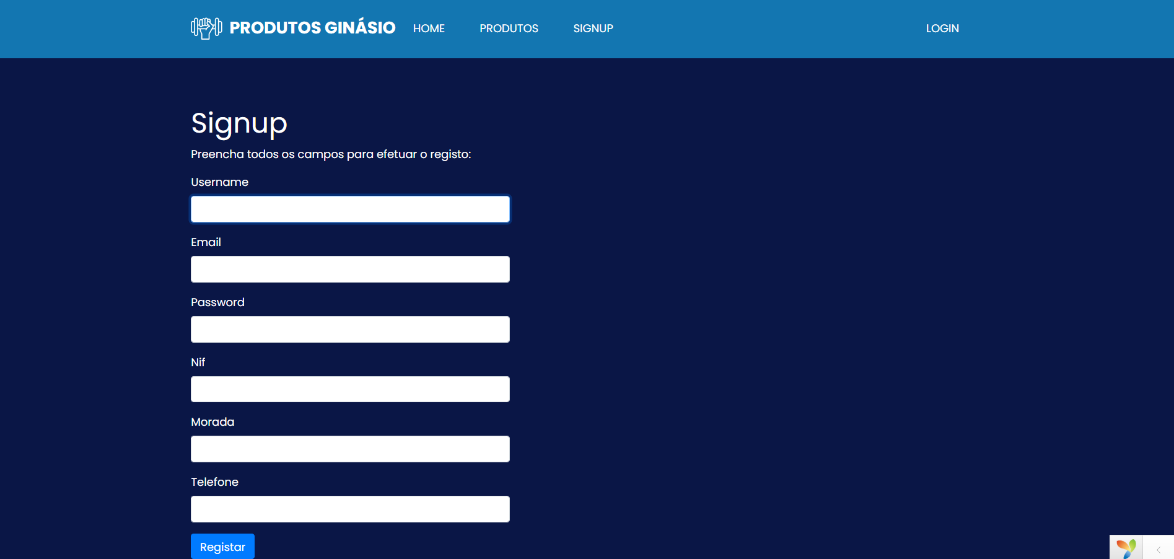 PRODUTOS GINÁSIO HOME PRODUTOS SIGNUP LOGIN
Signup
Preencha todos os campos para efetuar o registo:
Username
Email
Password
Nif
Morada
Telefone
Registar